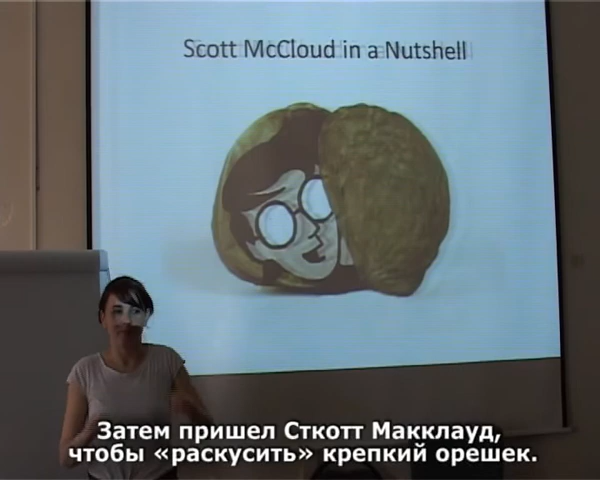 Scott McCloud in a Nutshell
Затем пришел Сткотт Макклауд,
чтобы «раскусить» крепкий орешек.